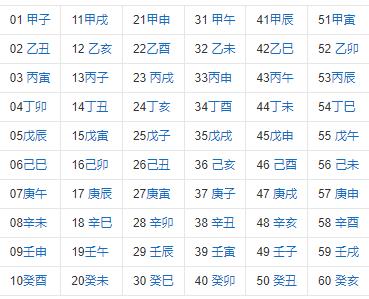 01 甲子 11甲戌 21甲申 31 甲午 41甲辰 51甲寅
02 乙丑 12 乙亥 22乙酉 32 乙未 42乙巳 52 乙卯
03 丙寅 13丙子 23 丙戌 33丙申 43丙午 53丙辰
04丁卯 14丁丑 24丁亥 34丁酉 44丁未 54丁巳
05戊辰 15戊寅 25戊子 35戊戌 45戊申 55 戊午
06己巳 16己卯 26己丑 36 己亥 46 己酉 56 己未
07庚午 17 庚辰 27庚寅 37 庚子 47庚戌 57庚申
08辛未 18 辛巳 28 辛卯 38 辛丑 48 辛亥 58 辛酉
09壬申 19壬午 29 壬辰 39 壬寅 49 壬子 59 壬戌
10癸酉 20癸未 30 癸巳 40 癸卯 50 癸丑 60 癸亥